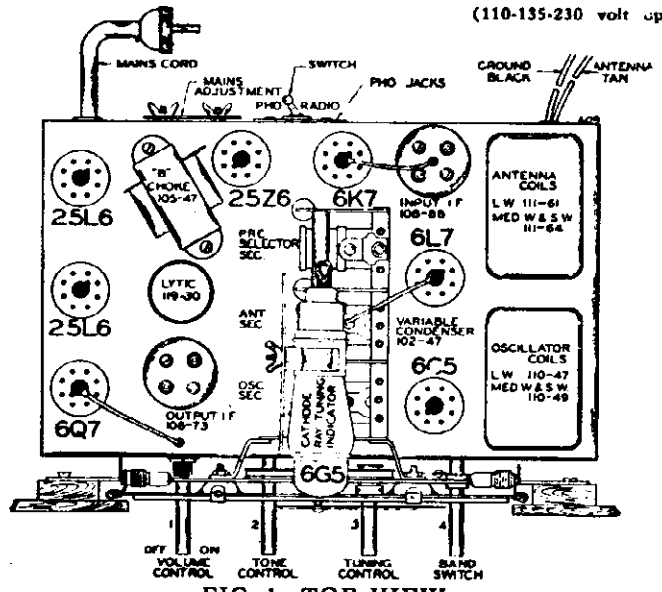 (110-135-230 volt op
MAINS CORD
MAINS
ADJUSTMENT
SWITCH
PHO RADIO
PHO JACKS
GROUND
BLACK
ANTENNA
TAN
25L6
"B"
CHOKE
105-47
25Z6
6K7
INPUT I F
108-88
ANTENNA
COILS
L W 111-61
MED W & S W
111-64
PRE
SELECTOR
SEC.
6L7
25L6
LYTIC
119-30
ANT
SEC
VARIABLE
CONDENSER
102-47
OSCILLATOR
COILS
L W 110-47
MED W & S W.
110-49
6Q7
OUTPUT I F
108-73
OSC
SEC
CATHODE
RAY TUNING
INDICATOR
6G5
6C5
1
2
3
4
OFF ON
VOLUME
CONTROL
TONE
CONTROL
TUNING
CONTROL
BAND
SWITCH
FIG. 1 TOP VIEW